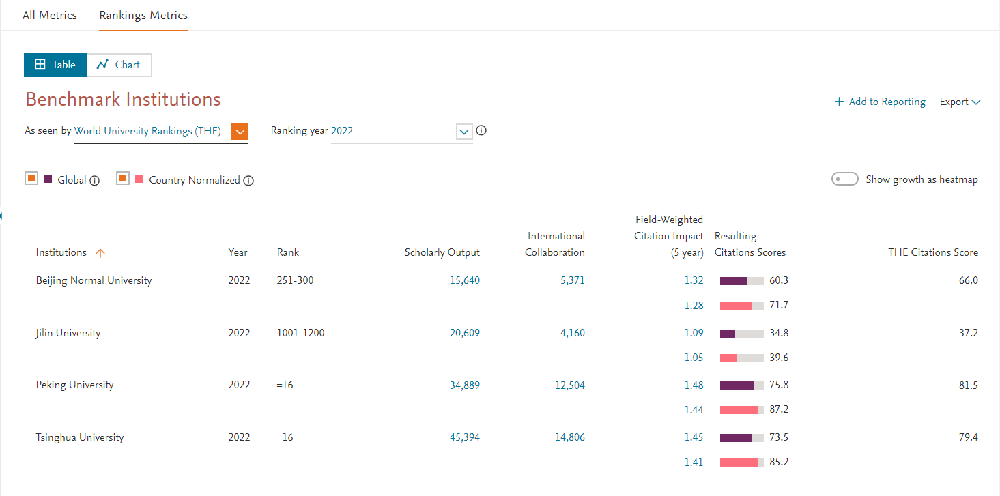 All Metrics Rankings Metrics
Table Chart
Benchmark Institutions
Add to Reporting Export
As seen by World University Rankings (THE) Ranking year 2022
Global Country Normalized Show growth as heatmap
Field-Weighted
International Citation Impact Resulting
Institutions Year Rank Scholarly Output Collaboration (5 year) Citations Scores THE Citations Score
Beijing Normal University 2022 251-300 15,640 5,371 1.32 60.3 66.0
1.28 71.7
Jilin University 2022 1001-1200 20,609 4,160 1.09 34.8 37.2
1.05 39.6
Peking University 2022 =16 34,889 12,504 1.48 75.8 81.5
1.44 87.2
Tsinghua University 2022 =16 45,394 14,806 1.45 73.5 79.4
1.41 85.2